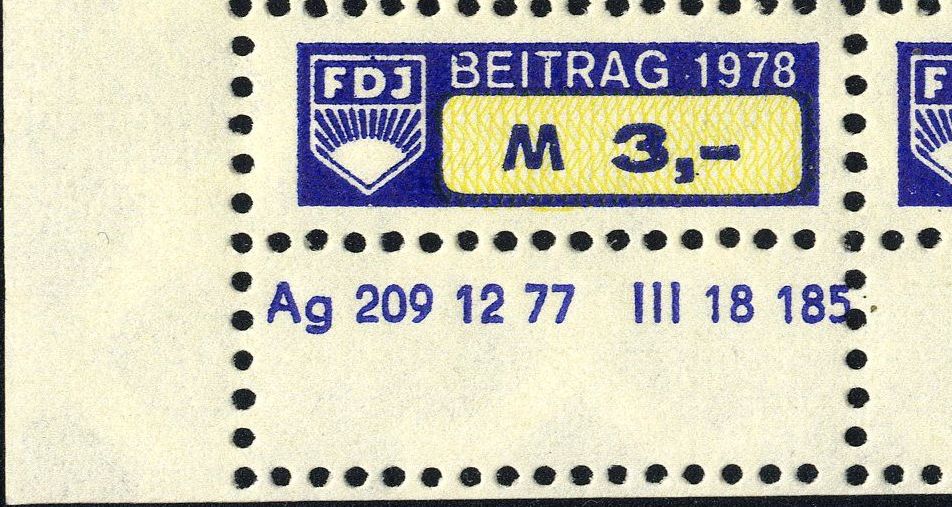 FDJ BEITRAG 1978
M 3,-
Ag 209 12 77 III 18 185
F